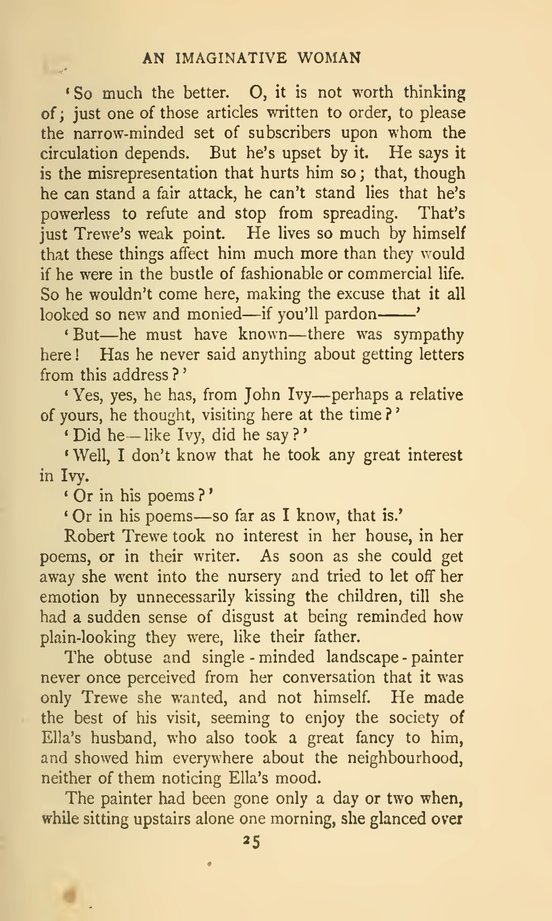 AN IMAGINATIVE WOMAN
‘So much the better. O, it is not worth thinking
of; just one of those articles written to order, to please
the narrow-minded set of subscribers upon whom the
circulation depends. But he’s upset by it. He says it
is the misrepresentation that hurts him so; that, though
he can stand a fair attack, he can’t stand lies that he’s
powerless to refute and stop from spreading. That’s
just Trewe’s weak point. He lives so much by himself
that these things affect him much more than they would
if he were in the bustle of fashionable or commercial life.
So he wouldn’t come here, making the excuse that it all
looked so new and monied—if you’ll pardon——’
‘But—he must have known—there was sympathy
here! Has he never said anything about getting letters
from this address?’
‘Yes, yes, he has, from John Ivy—perhaps a relative
of yours, he thought, visiting here at the time?’
‘Did he—like Ivy, did he say?’
‘Well, I don’t know that he took any great interest
in Ivy.
‘Or in his poems?’
‘Or in his poems—so far as I know, that is.’
Robert Trewe took no interest in her house, in her
poems, or in their writer. As soon as she could get
away she went into the nursery and tried to let off her
emotion by unnecessarily kissing the children, till she
had a sudden sense of disgust at being reminded how
plain-looking they were, like their father.
The obtuse and single-minded landscape-painter
never once perceived from her conversation that it was
only Trewe she wanted, and not himself. He made
the best of his visit, seeming to enjoy the society of
Ella’s husband, who also took a great fancy to him,
and showed him everywhere about the neighbourhood,
neither of them noticing Ella’s mood.
The painter had been gone only a day or two when,
while sitting upstairs alone one morning, she glanced over
25